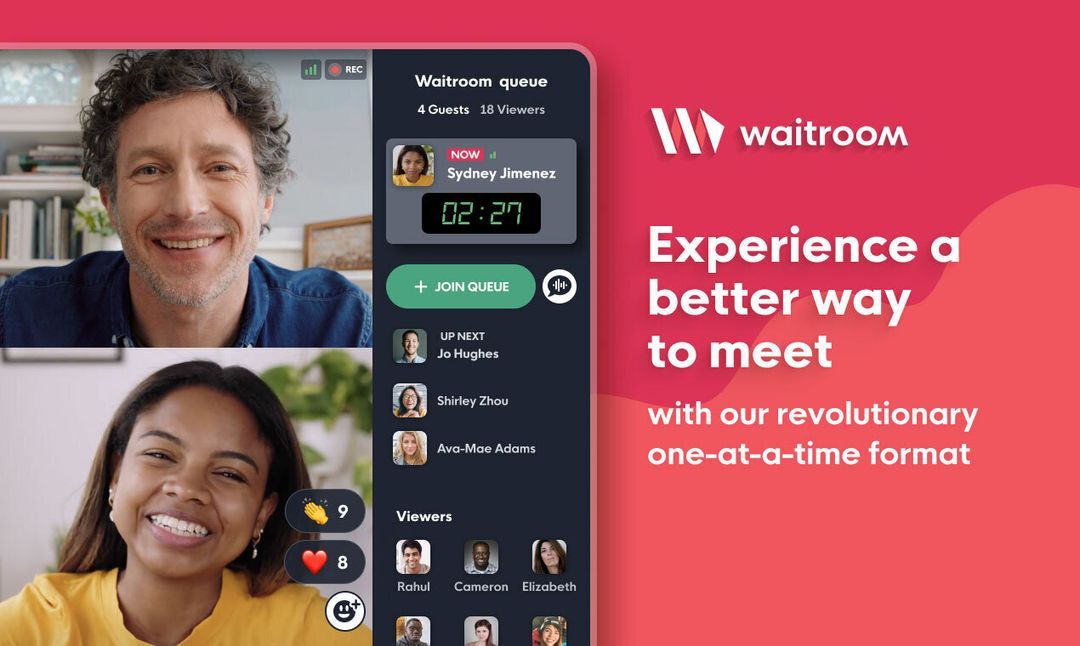 REC
Waitroom queue
4 Guests 18 Viewers
NOW
Sydney Jimenez
02:27
+ JOIN QUEUE
UP NEXT
Jo Hughes
Shirley Zhou
Ava-Mae Adams
9
8
Viewers
Rahul Cameron Elizabeth
waitroom
Experience a
better way
to meet
with our revolutionary
one-at-a-time format